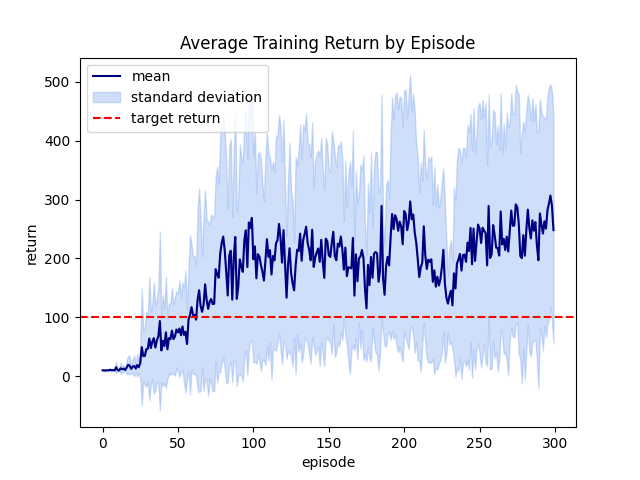 Average Training Return by Episode
mean
standard deviation
target return
return
500
400
300
200
100
0
0 50 100 150 200 250 300
episode